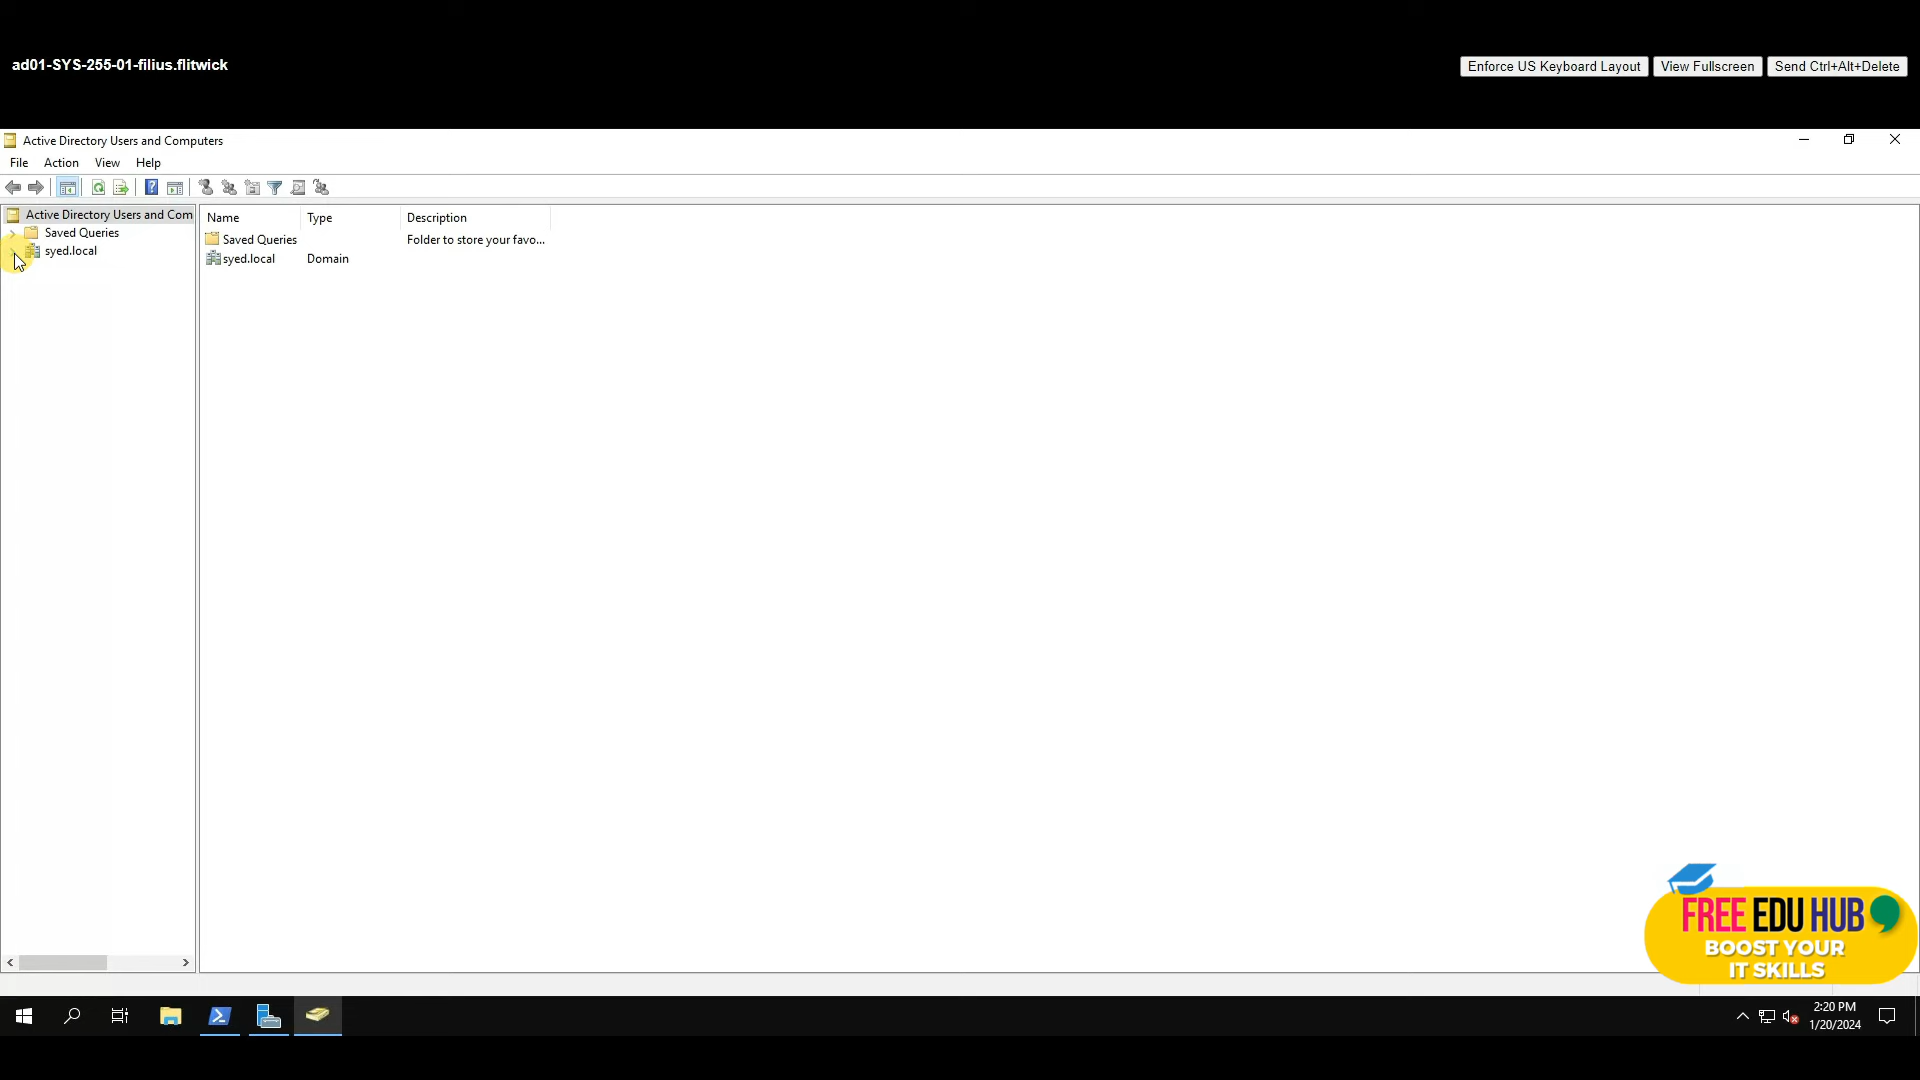 ad01-SYS-255-01-filius.flitwick
Enforce US Keyboard Layout View Fullscreen Send Ctrl+Alt+Delete
Active Directory Users and Computers
File Action View Help
Active Directory Users and Com
Saved Queries
syed.local
Name Type Description
Saved Queries Folder to store your favo...
syed.local Domain
FREE EDU HUB
BOOST YOUR
IT SKILLS
2:20 PM
1/20/2024